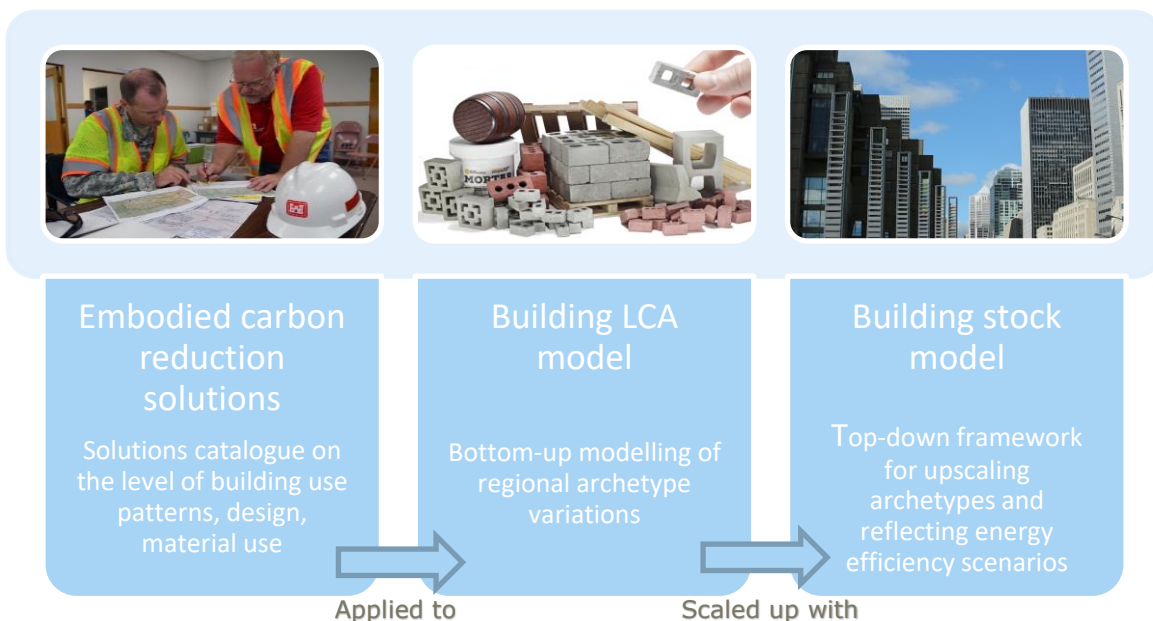 MORTAR
Embodied carbon
reduction
solutions
Solutions catalogue on
the level of building use
patterns, design,
material use
Building LCA
model
Bottom-up modelling of
regional archetype
variations
Building stock
model
Top-down framework
for upscaling
archetypes and
reflecting energy
efficiency scenarios
Applied to
Scaled up with